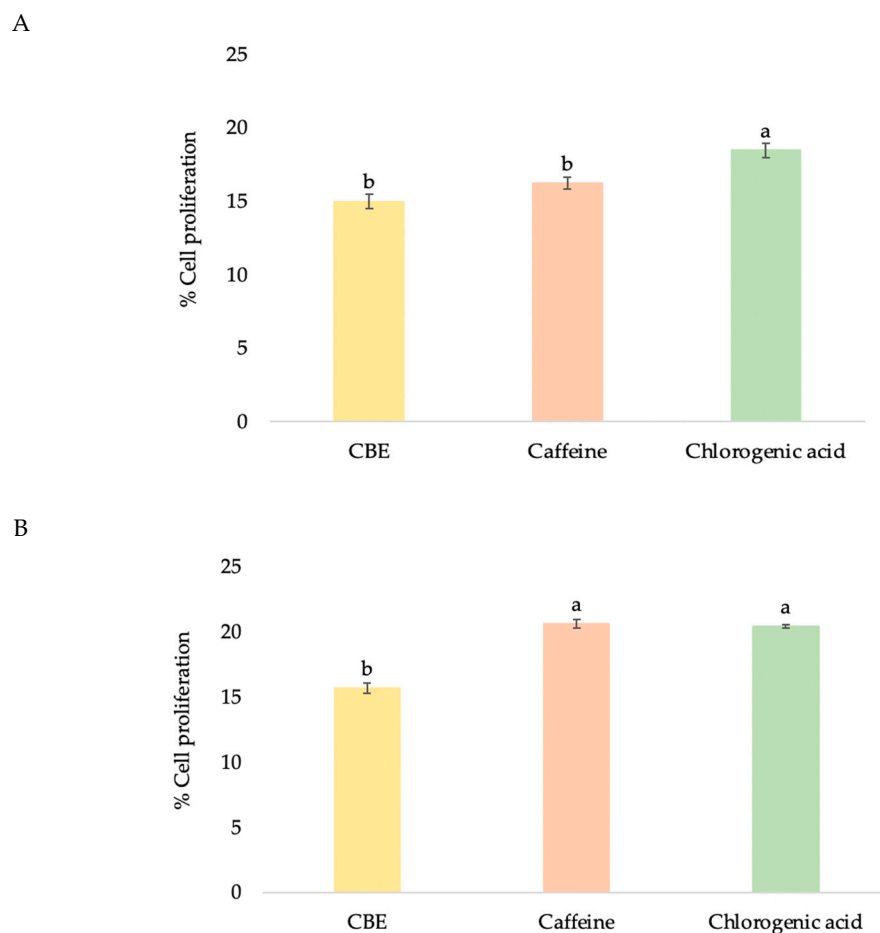 A
% Cell proliferation
25
20
15
10
5
0
b
b
a
CBE Caffeine Chlorogenic acid
B
% Cell proliferation
25
20
15
10
5
0
b
a
a
CBE Caffeine Chlorogenic acid